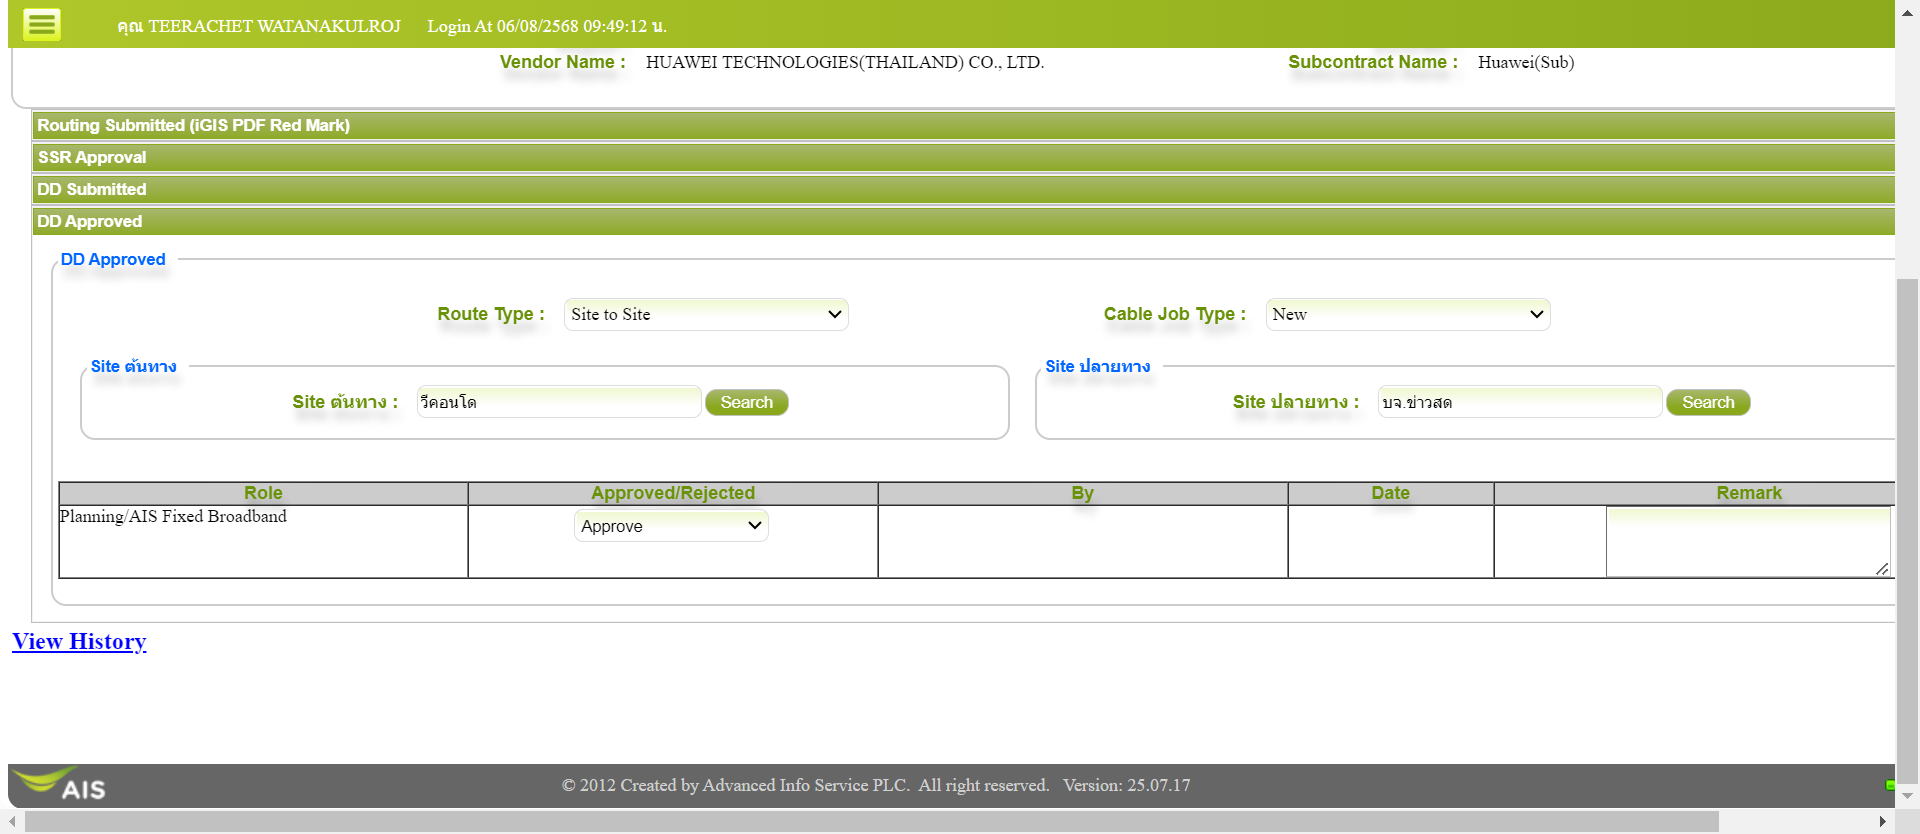 คุณ TEERACHET WATANAKULROJ Login At 06/08/2568 09:49:12 น.
Vendor Name : HUAWEI TECHNOLOGIES(THAILAND) CO., LTD. Subcontract Name : Huawei(Sub)
Routing Submitted (iGIS PDF Red Mark)
SSR Approval
DD Submitted
DD Approved
DD Approved
Route Type : Site to Site Cable Job Type : New
Site ต้นทาง Site ปลายทาง
Site ต้นทาง : วีคอนโด Search Site ปลายทาง : บจ.ข่าวสด Search
Role Approved/Rejected By Date Remark
Planning/AIS Fixed Broadband Approve
View History
AIS © 2012 Created by Advanced Info Service PLC. All right reserved. Version: 25.07.17